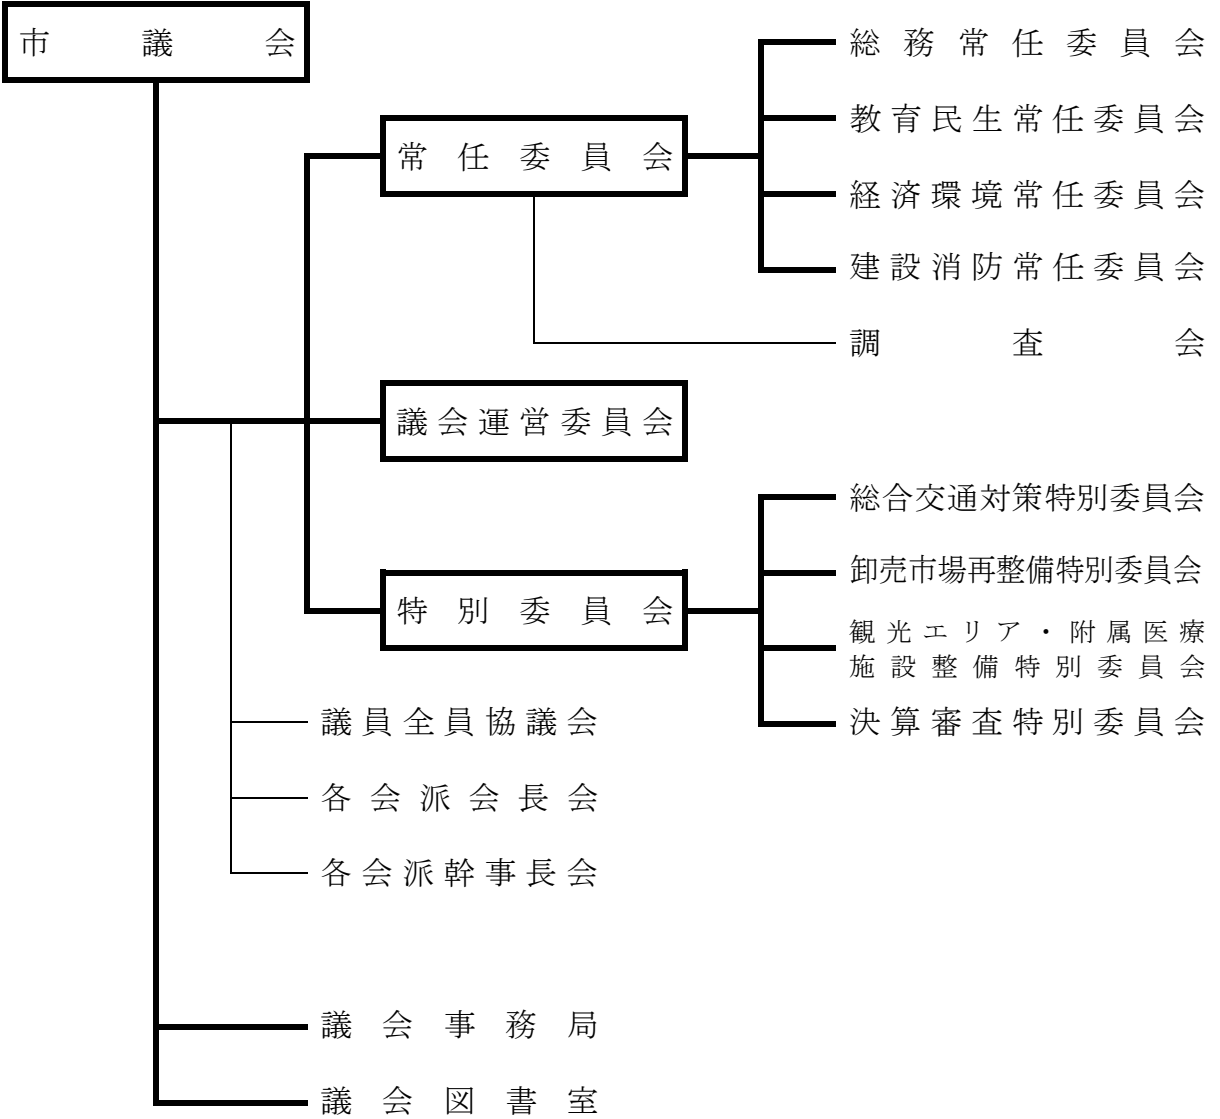 市議会
総務常任委員会
教育民生常任委員会
常任委員会
経済環境常任委員会
建設消防常任委員会
調査会
議会運営委員会
総合交通対策特別委員会
卸売市場再整備特別委員会
特別委員会
観光エリア・附属医療
施設整備特別委員会
決算審査特別委員会
議員全員協議会
各会派会長会
各会派幹事長会
議会事務局
議会図書室